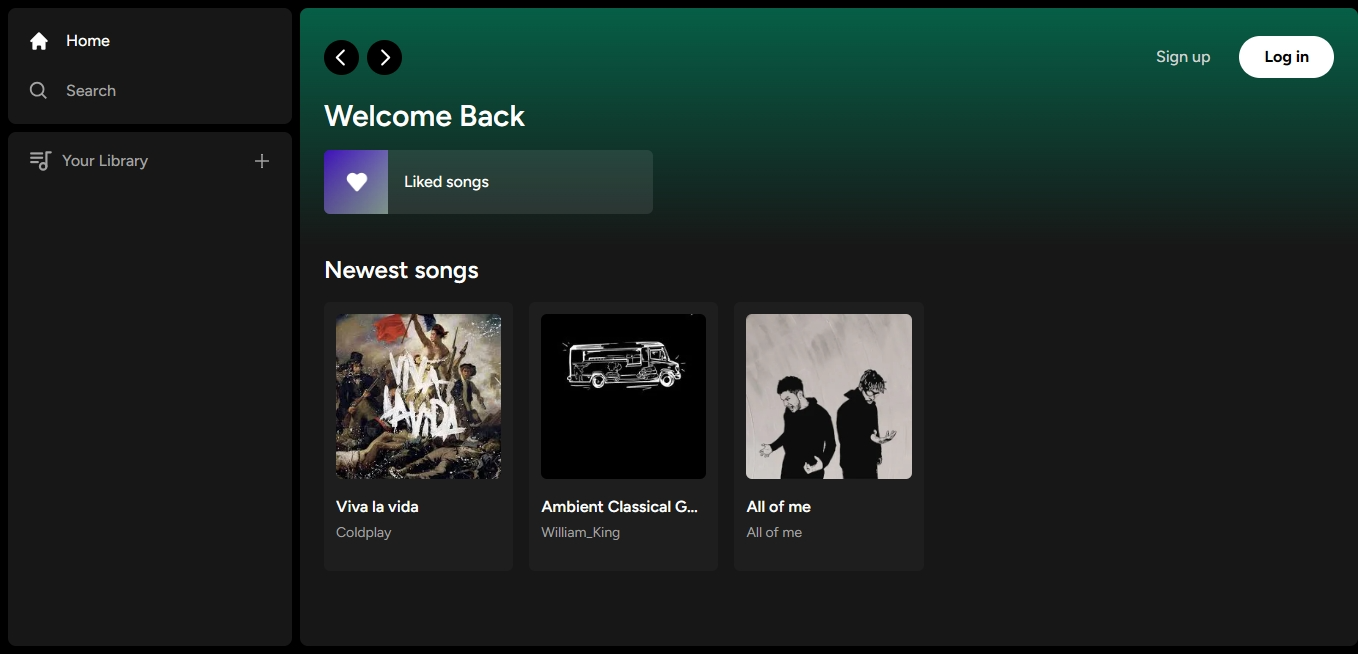 Home
Search
Your Library
Sign up
Log in
Welcome Back
Liked songs
Newest songs
VIVA
LA VIDA
Viva la vida
Coldplay
Ambient Classical G...
William_King
All of me
All of me